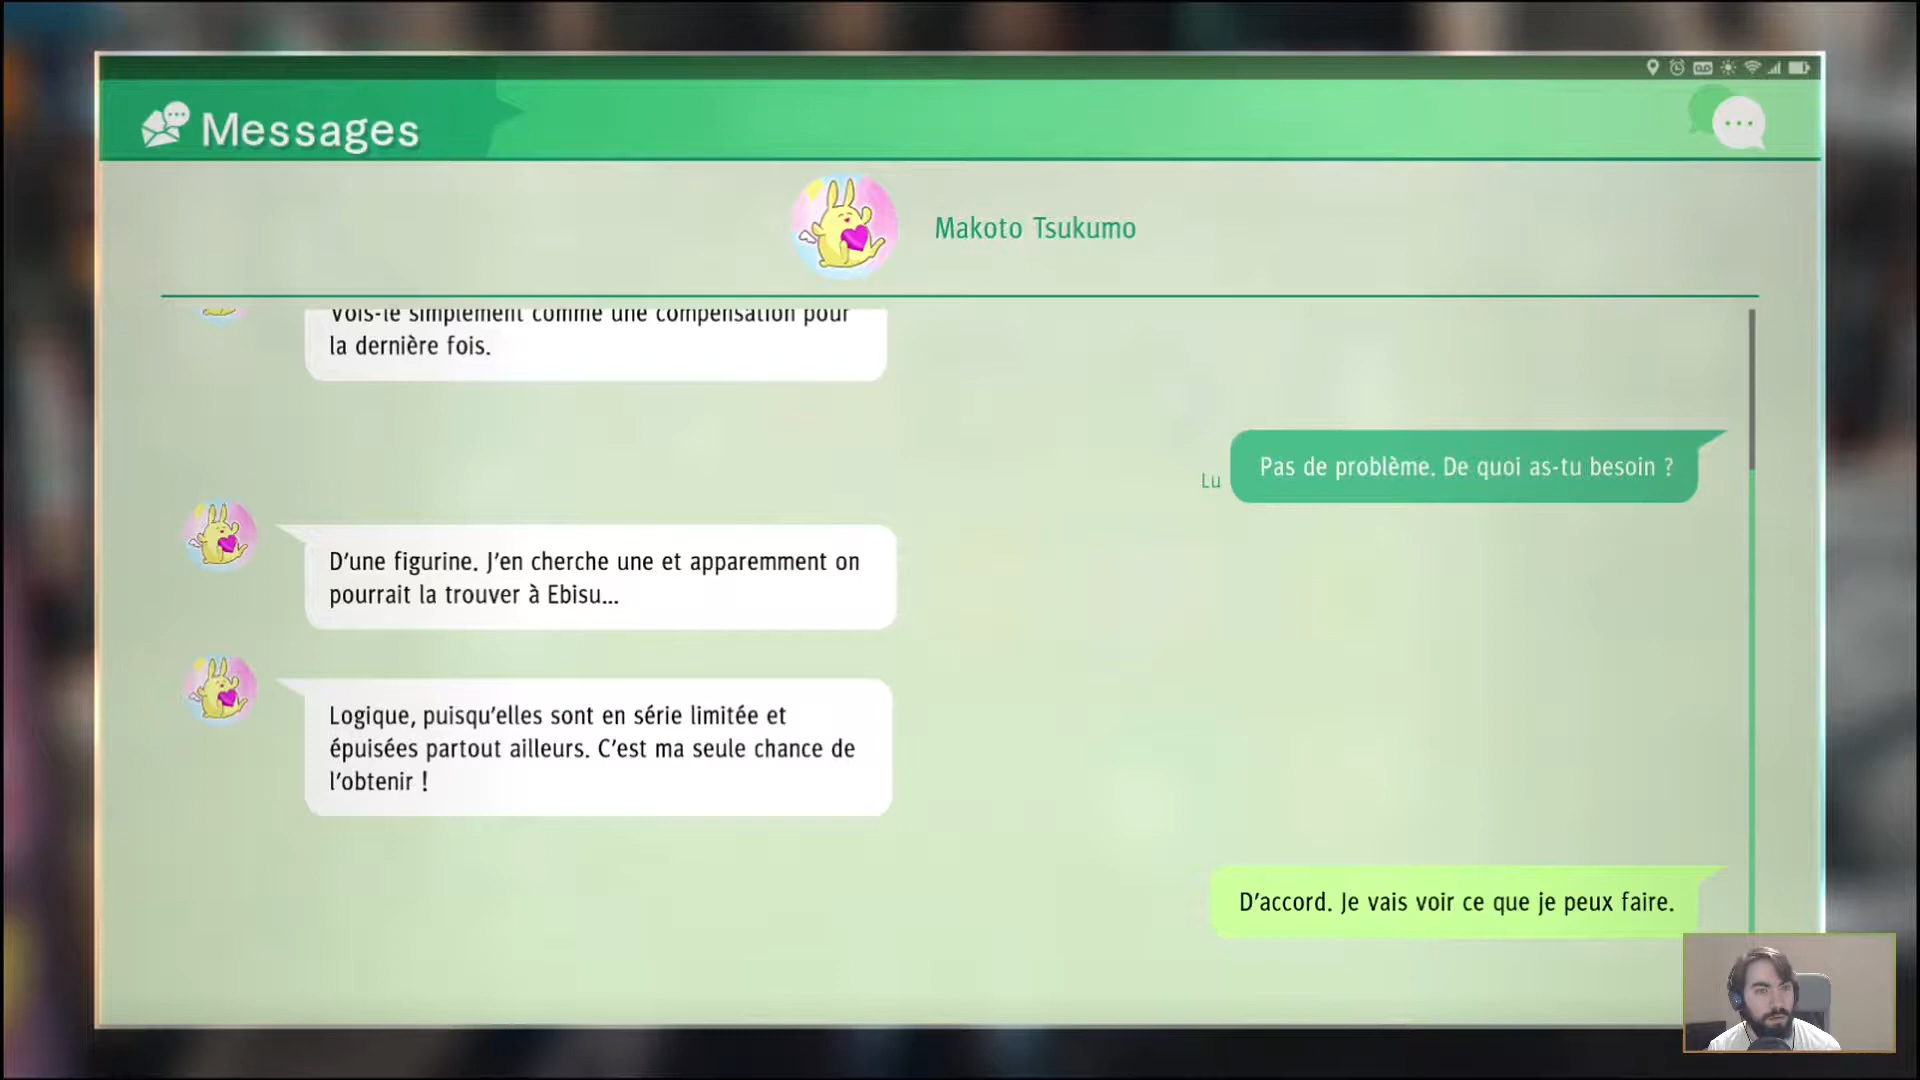 Messages
Makoto Tsukumo
Vois-le simplement comme une compensation pour
la dernière fois.
Pas de problème. De quoi as-tu besoin ?
Lu
D'une figurine. J'en cherche une et apparemment on
pourrait la trouver à Ebisu...
Logique, puisqu'elles sont en série limitée et
épuisées partout ailleurs. C'est ma seule chance de
l'obtenir !
D'accord. Je vais voir ce que je peux faire.